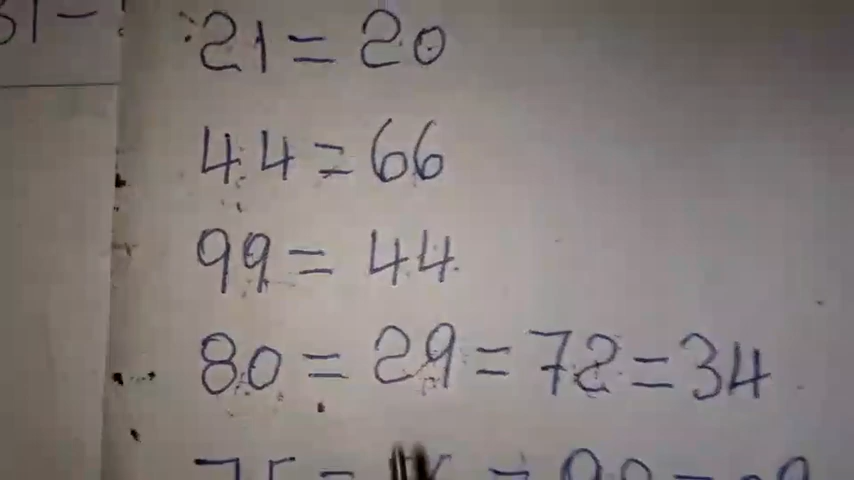 21 = 20
44 = 66
99 = 44
80 = 29 = 72 = 34